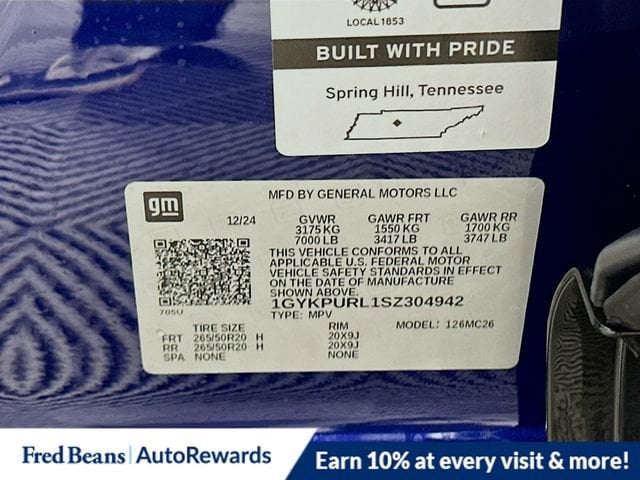 LOCAL 1853
BUILT WITH PRIDE
Spring Hill, Tennessee
gm
MFD BY GENERAL MOTORS LLC
12/24 GVWR GAWR FRT GAWR RR
3175 KG 1550 KG 1700 KG
7000 LB 3417 LB 3747 LB
THIS VEHICLE CONFORMS TO ALL
APPLICABLE U.S. FEDERAL MOTOR
VEHICLE SAFETY STANDARDS IN EFFECT
ON THE DATE OF MANUFACTURE
SHOWN ABOVE.
1GYKPURL1SZ304942
705U
TYPE: MPV
TIRE SIZE RIM MODEL: 126MC26
FRT 265/50R20 H 20X9J
RR 265/50R20 H 20X9J
SPA NONE NONE
Fred Beans | AutoRewards
Earn 10% at every visit & more!